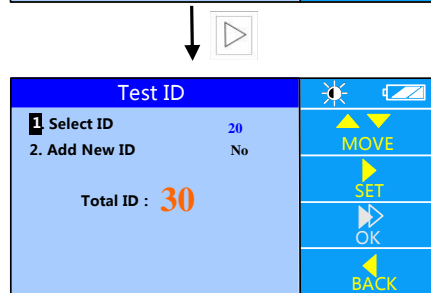 Test ID
1. Select ID 20
2. Add New ID No
Total ID : 30
MOVE
SET
OK
BACK